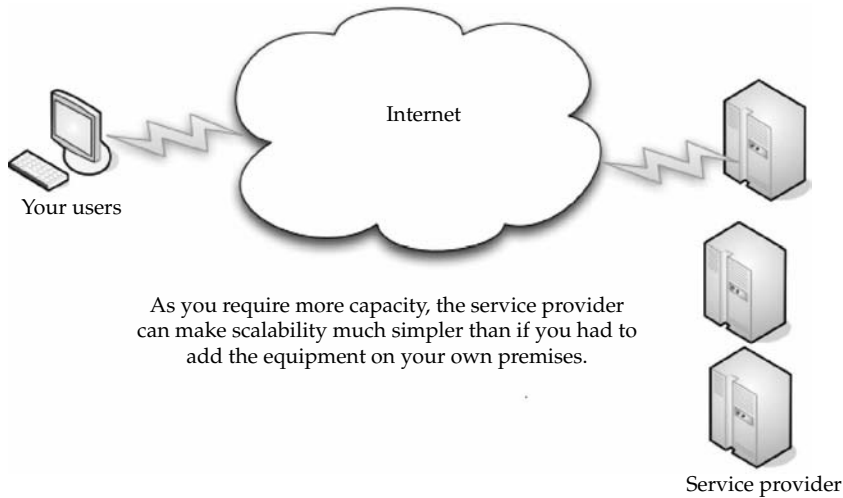 Internet
Your users
As you require more capacity, the service provider
can make scalability much simpler than if you had to
add the equipment on your own premises.
Service provider